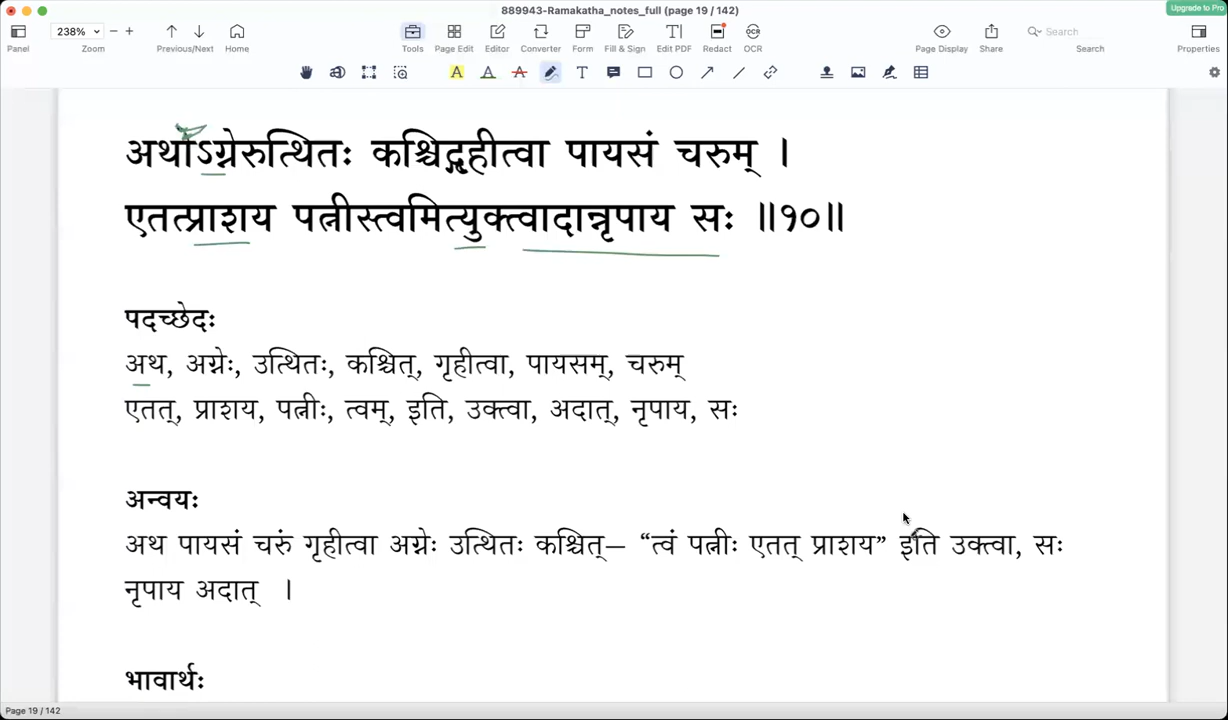 889943-Ramakatha_notes_full (page 19 / 142)
Upgrade to Pro
238%
Panel Zoom Previous/Next Home Tools Page Edit Editor Converter Form Fill & Sign Edit PDF Redact OCR Page Display Share Search Search Properties
अथाऽग्नेरुत्थितः कश्चिद्गृहीत्वा पायसं चरुम् ।
एतत्प्राशय पत्नीस्त्वमित्युक्त्वादान्नृपाय सः ॥१०॥
पदच्छेदः
अथ, अग्नेः, उत्थितः, कश्चित्, गृहीत्वा, पायसम्, चरुम्
एतत्, प्राशय, पत्नीः, त्वम्, इति, उक्त्वा, अदात्, नृपाय, सः
अन्वयः
अथ पायसं चरुं गृहीत्वा अग्नेः उत्थितः कश्चित्— “त्वं पत्नीः एतत् प्राशय” इति उक्त्वा, सः
नृपाय अदात् ।
भावार्थः
Page 19 / 142